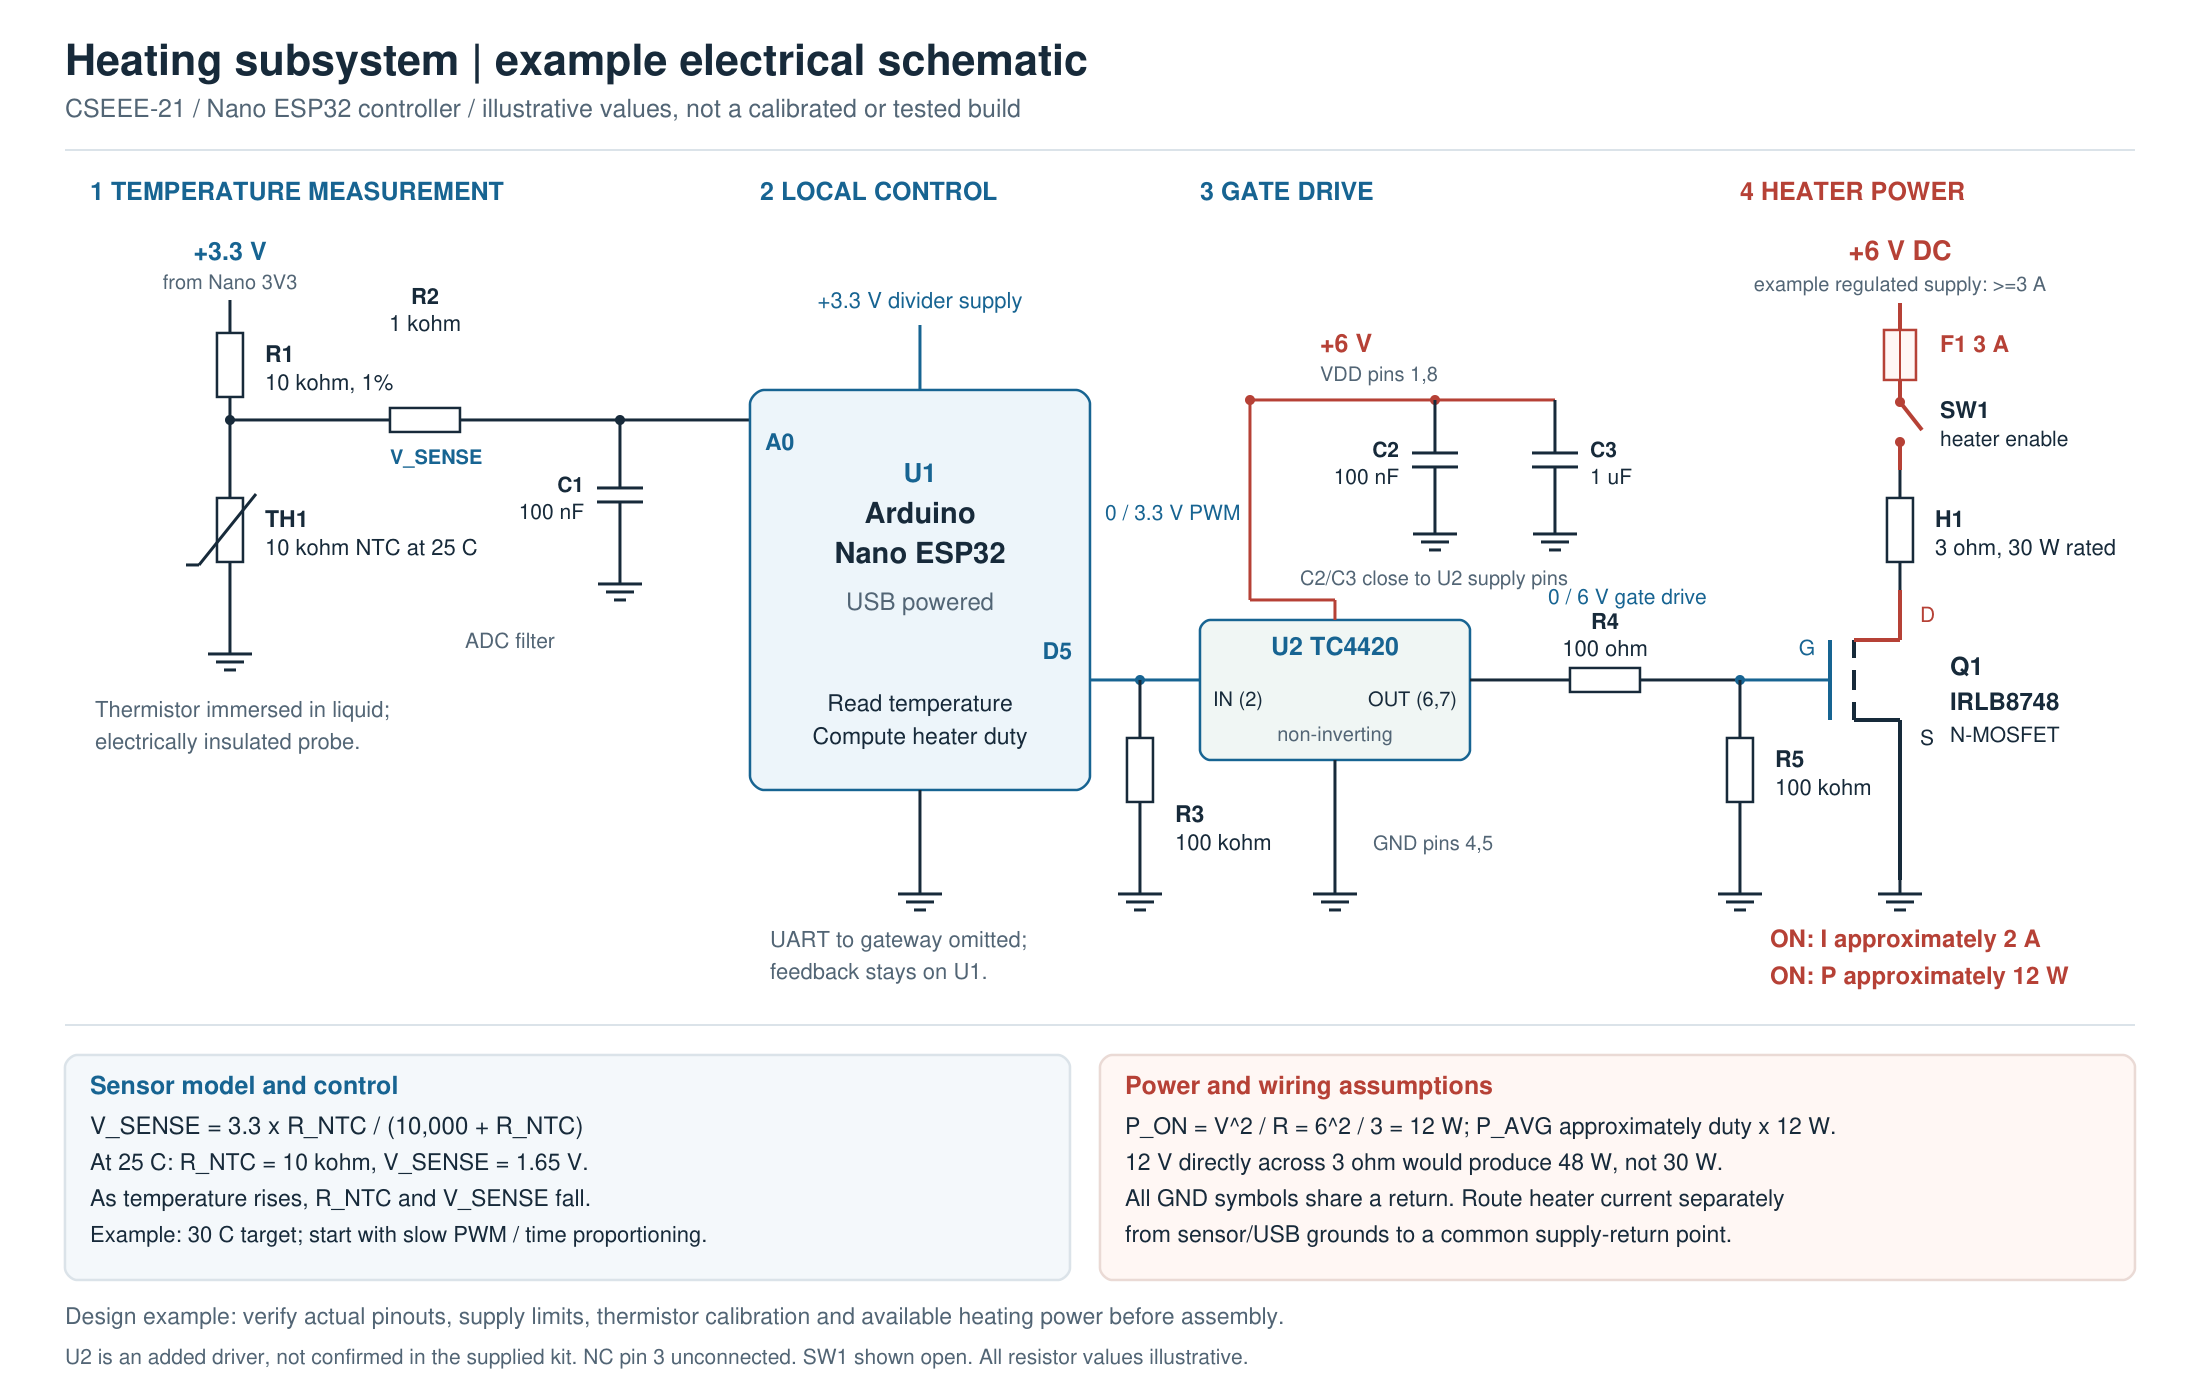 Heating subsystem | example electrical schematic
CSEEE-21 / Nano ESP32 controller / illustrative values, not a calibrated or tested build
1 TEMPERATURE MEASUREMENT
+3.3 V
from Nano 3V3
R2
1 kohm
R1
10 kohm, 1%
V_SENSE
C1
100 nF
TH1
10 kohm NTC at 25 C
ADC filter
Thermistor immersed in liquid;
electrically insulated probe.
2 LOCAL CONTROL
+3.3 V divider supply
A0
U1
Arduino
Nano ESP32
USB powered
D5
Read temperature
Compute heater duty
UART to gateway omitted;
feedback stays on U1.
3 GATE DRIVE
+6 V
VDD pins 1,8
C2
100 nF
C3
1 uF
0 / 3.3 V PWM
C2/C3 close to U2 supply pins
0 / 6 V gate drive
R4
100 ohm
U2 TC4420
IN (2)
OUT (6,7)
non-inverting
R3
100 kohm
GND pins 4,5
4 HEATER POWER
+6 V DC
example regulated supply: >=3 A
F1 3 A
SW1
heater enable
H1
3 ohm, 30 W rated
D
G
Q1
IRLB8748
S
N-MOSFET
R5
100 kohm
ON: I approximately 2 A
ON: P approximately 12 W
Sensor model and control
V_SENSE = 3.3 x R_NTC / (10,000 + R_NTC)
At 25 C: R_NTC = 10 kohm, V_SENSE = 1.65 V.
As temperature rises, R_NTC and V_SENSE fall.
Example: 30 C target; start with slow PWM / time proportioning.
Power and wiring assumptions
P_ON = V^2 / R = 6^2 / 3 = 12 W; P_AVG approximately duty x 12 W.
12 V directly across 3 ohm would produce 48 W, not 30 W.
All GND symbols share a return. Route heater current separately
from sensor/USB grounds to a common supply-return point.
Design example: verify actual pinouts, supply limits, thermistor calibration and available heating power before assembly.
U2 is an added driver, not confirmed in the supplied kit. NC pin 3 unconnected. SW1 shown open. All resistor values illustrative.